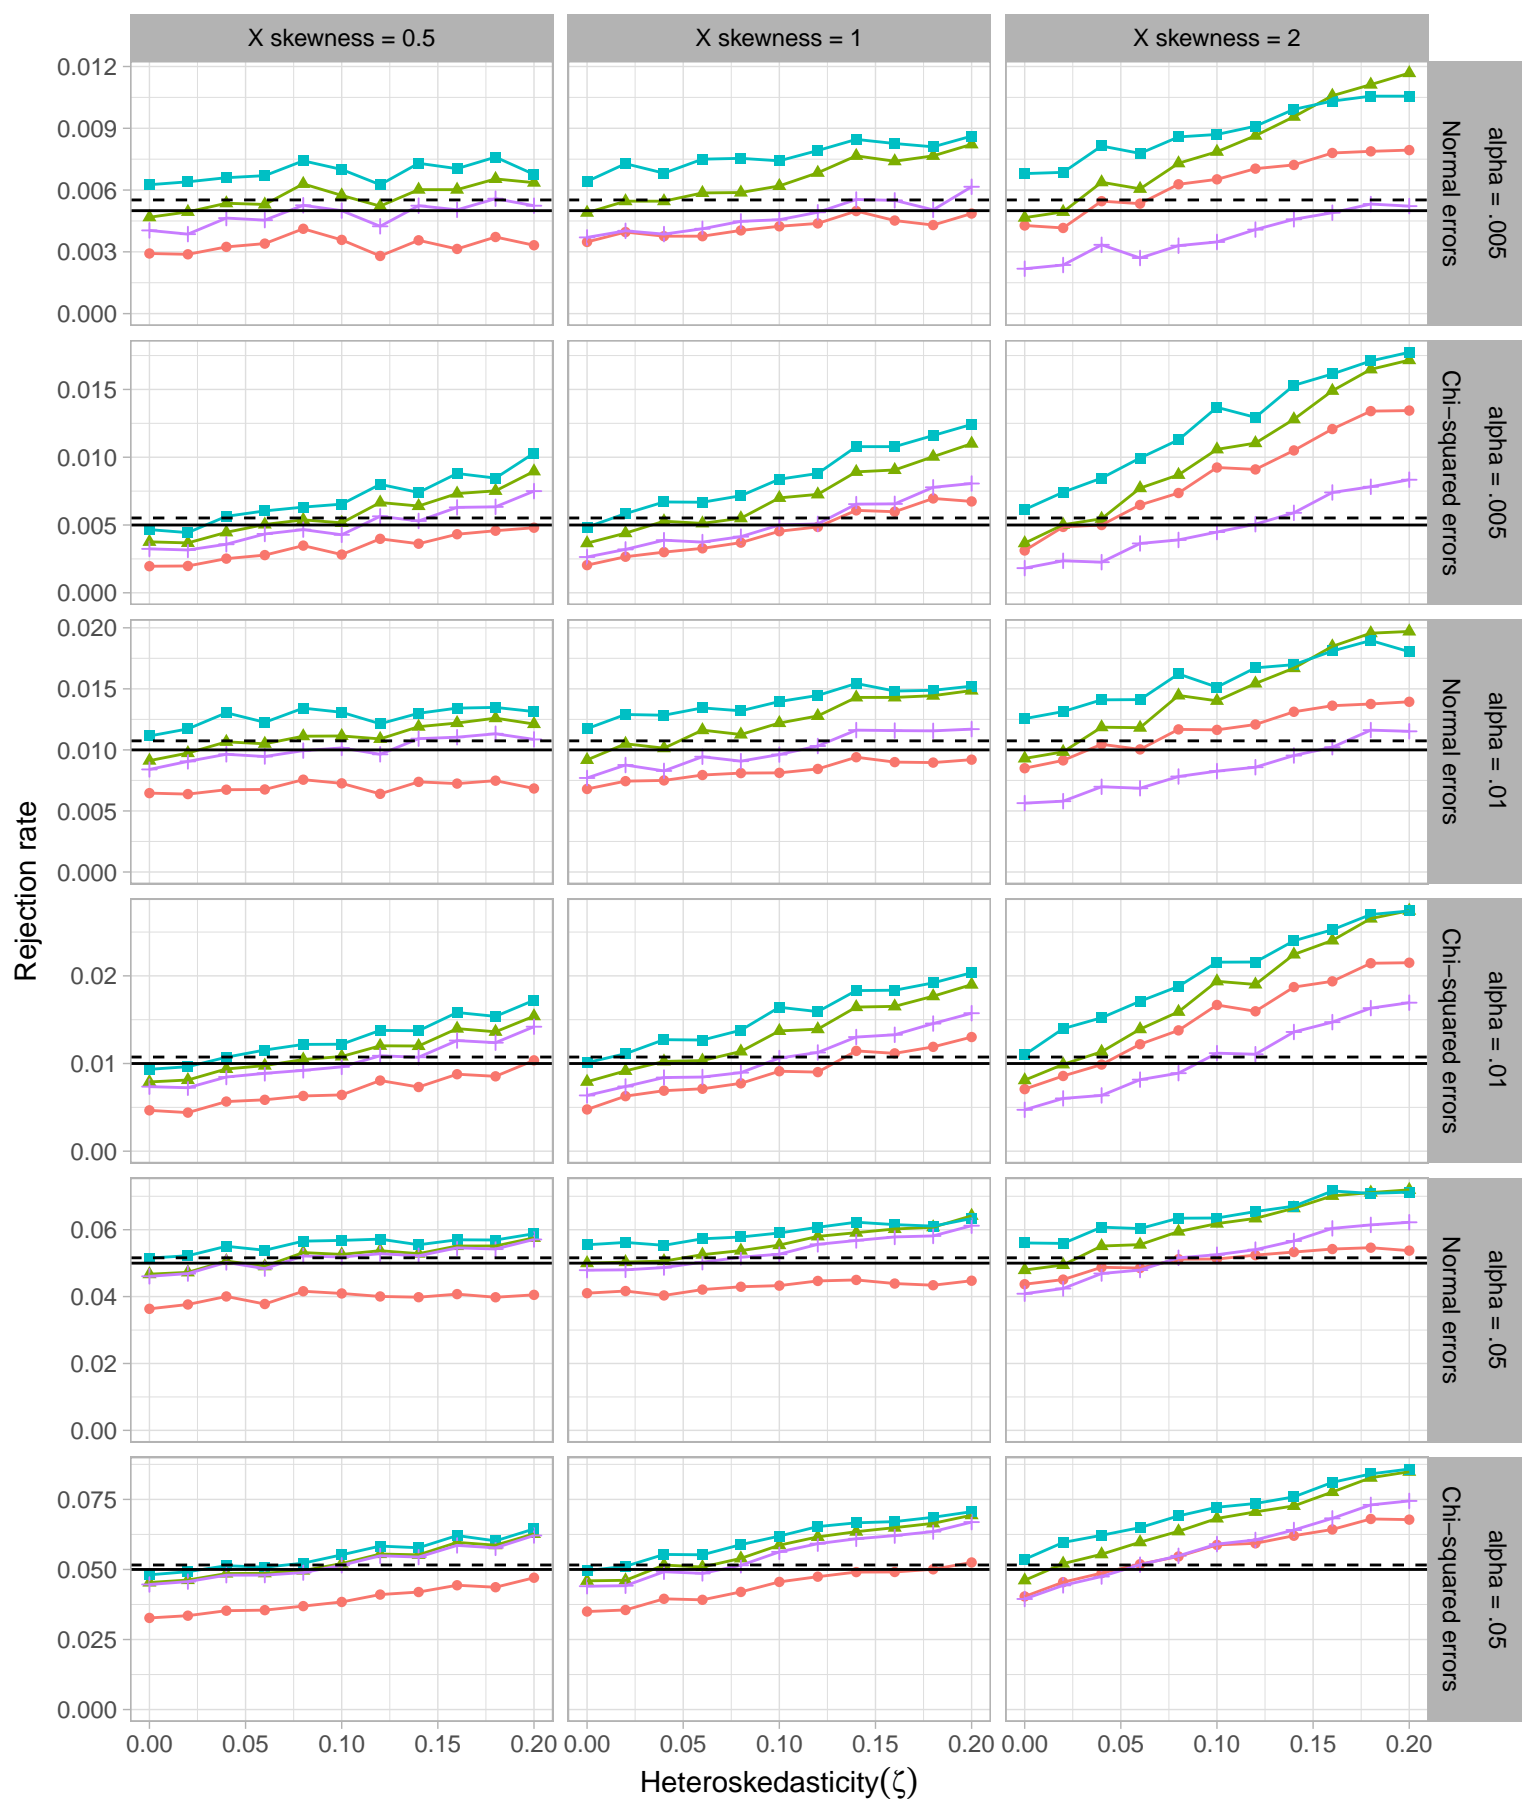 X skewness = 0.5
X skewness = 1
X skewness = 2
0.012
0.009
0.006
0.003
0.000
alpha = .005
Normal errors
0.015
0.010
0.005
0.000
alpha = .005
Chi−squared errors
0.020
0.015
0.010
0.005
0.000
alpha = .01
Normal errors
0.02
0.01
0.00
alpha = .01
Chi−squared errors
0.06
0.04
0.02
0.00
alpha = .05
Normal errors
0.075
0.050
0.025
0.000
alpha = .05
Chi−squared errors
Rejection rate
0.00 0.05 0.10 0.15 0.20 0.00 0.05 0.10 0.15 0.20 0.00 0.05 0.10 0.15 0.20
Heteroskedasticity(ζ)